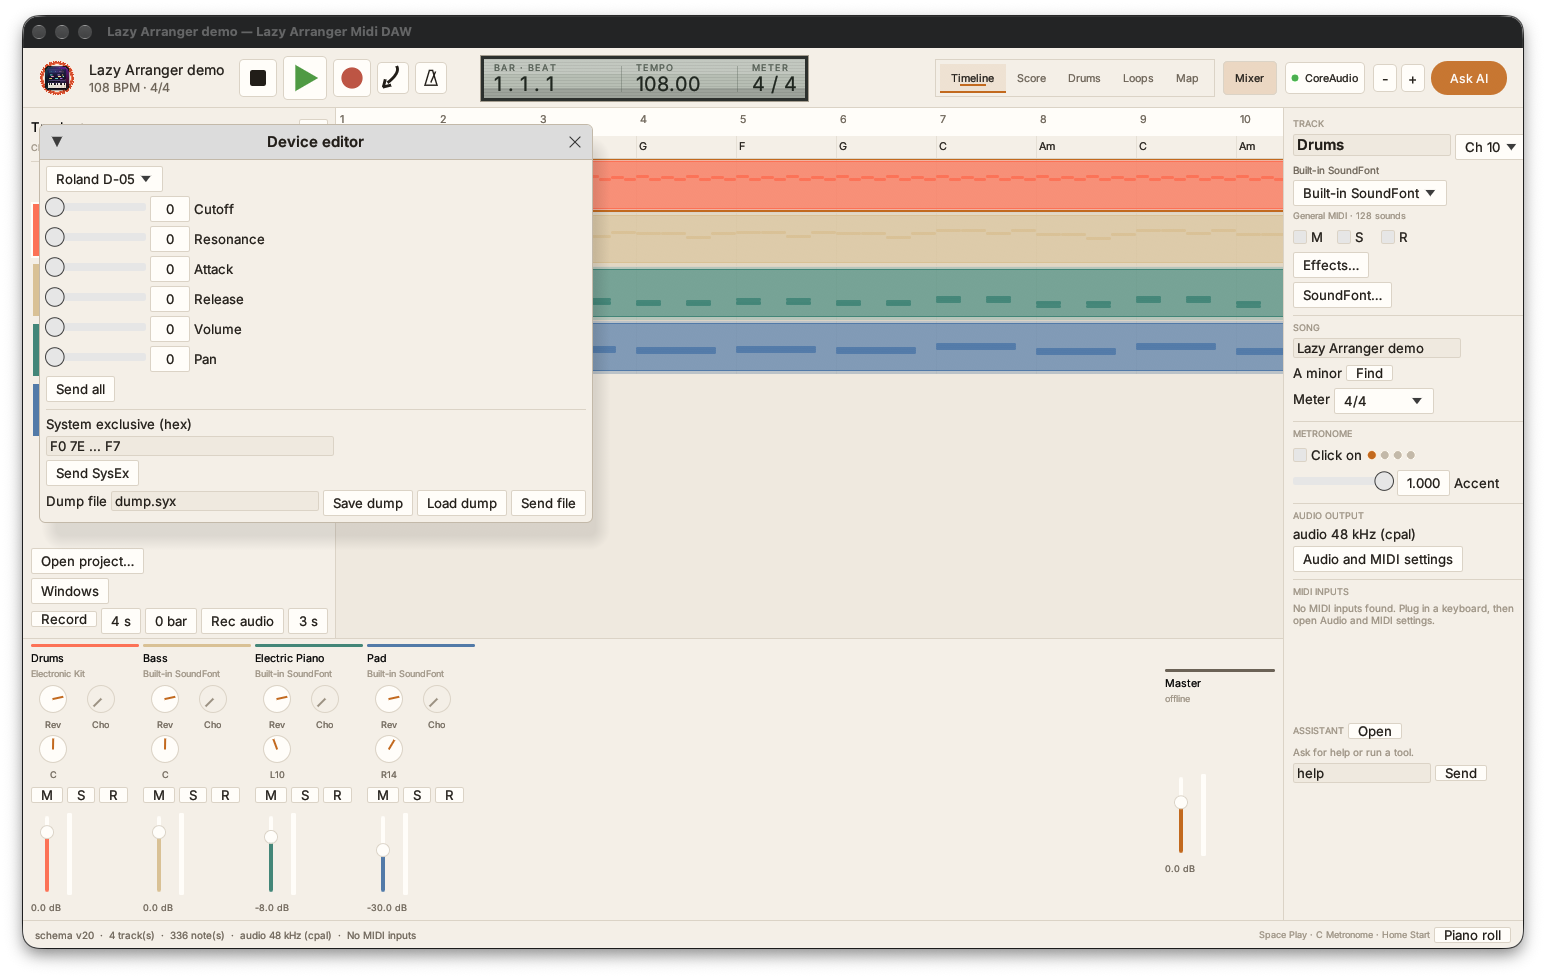 Lazy Arranger demo — Lazy Arranger Midi DAW
Lazy Arranger demo
108 BPM · 4/4
BAR · BEAT
1 . 1 . 1
TEMPO
108.00
METER
4 / 4
Timeline
Score
Drums
Loops
Map
Mixer
CoreAudio
-
+
Ask AI
1
2
3
4
5
6
7
8
9
10
G
F
G
C
Am
C
Am
▼ Device editor
Roland D-05
0 Cutoff
0 Resonance
0 Attack
0 Release
0 Volume
0 Pan
Send all
System exclusive (hex)
F0 7E ... F7
Send SysEx
Dump file dump.syx Save dump Load dump Send file
Open project...
Windows
Record 4 s 0 bar Rec audio 3 s
TRACK
Drums Ch 10
Built-in SoundFont
Built-in SoundFont
General MIDI · 128 sounds
M S R
Effects...
SoundFont...
SONG
Lazy Arranger demo
A minor Find
Meter 4/4
METRONOME
Click on
1.000 Accent
AUDIO OUTPUT
audio 48 kHz (cpal)
Audio and MIDI settings
MIDI INPUTS
No MIDI inputs found. Plug in a keyboard, then
open Audio and MIDI settings.
ASSISTANT Open
Ask for help or run a tool.
help Send
Drums
Electronic Kit
Rev Cho
C
M S R
0.0 dB
Bass
Built-in SoundFont
Rev Cho
C
M S R
0.0 dB
Electric Piano
Built-in SoundFont
Rev Cho
L10
M S R
-8.0 dB
Pad
Built-in SoundFont
Rev Cho
R14
M S R
-30.0 dB
Master
offline
0.0 dB
schema v20 · 4 track(s) · 336 note(s) · audio 48 kHz (cpal) · No MIDI inputs
Space Play · C Metronome · Home Start Piano roll